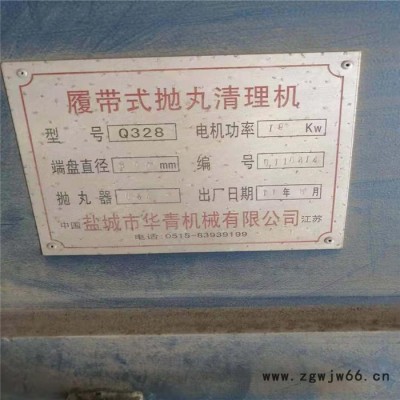 履带式抛丸清理机
型 号 Q328 电机功率 Kw
端盘直径 mm 编 号
抛丸器 出厂日期 年 月
中国 盐城市华青机械有限公司 江苏
电话:0515-83939199
www.zgwjw66.cn